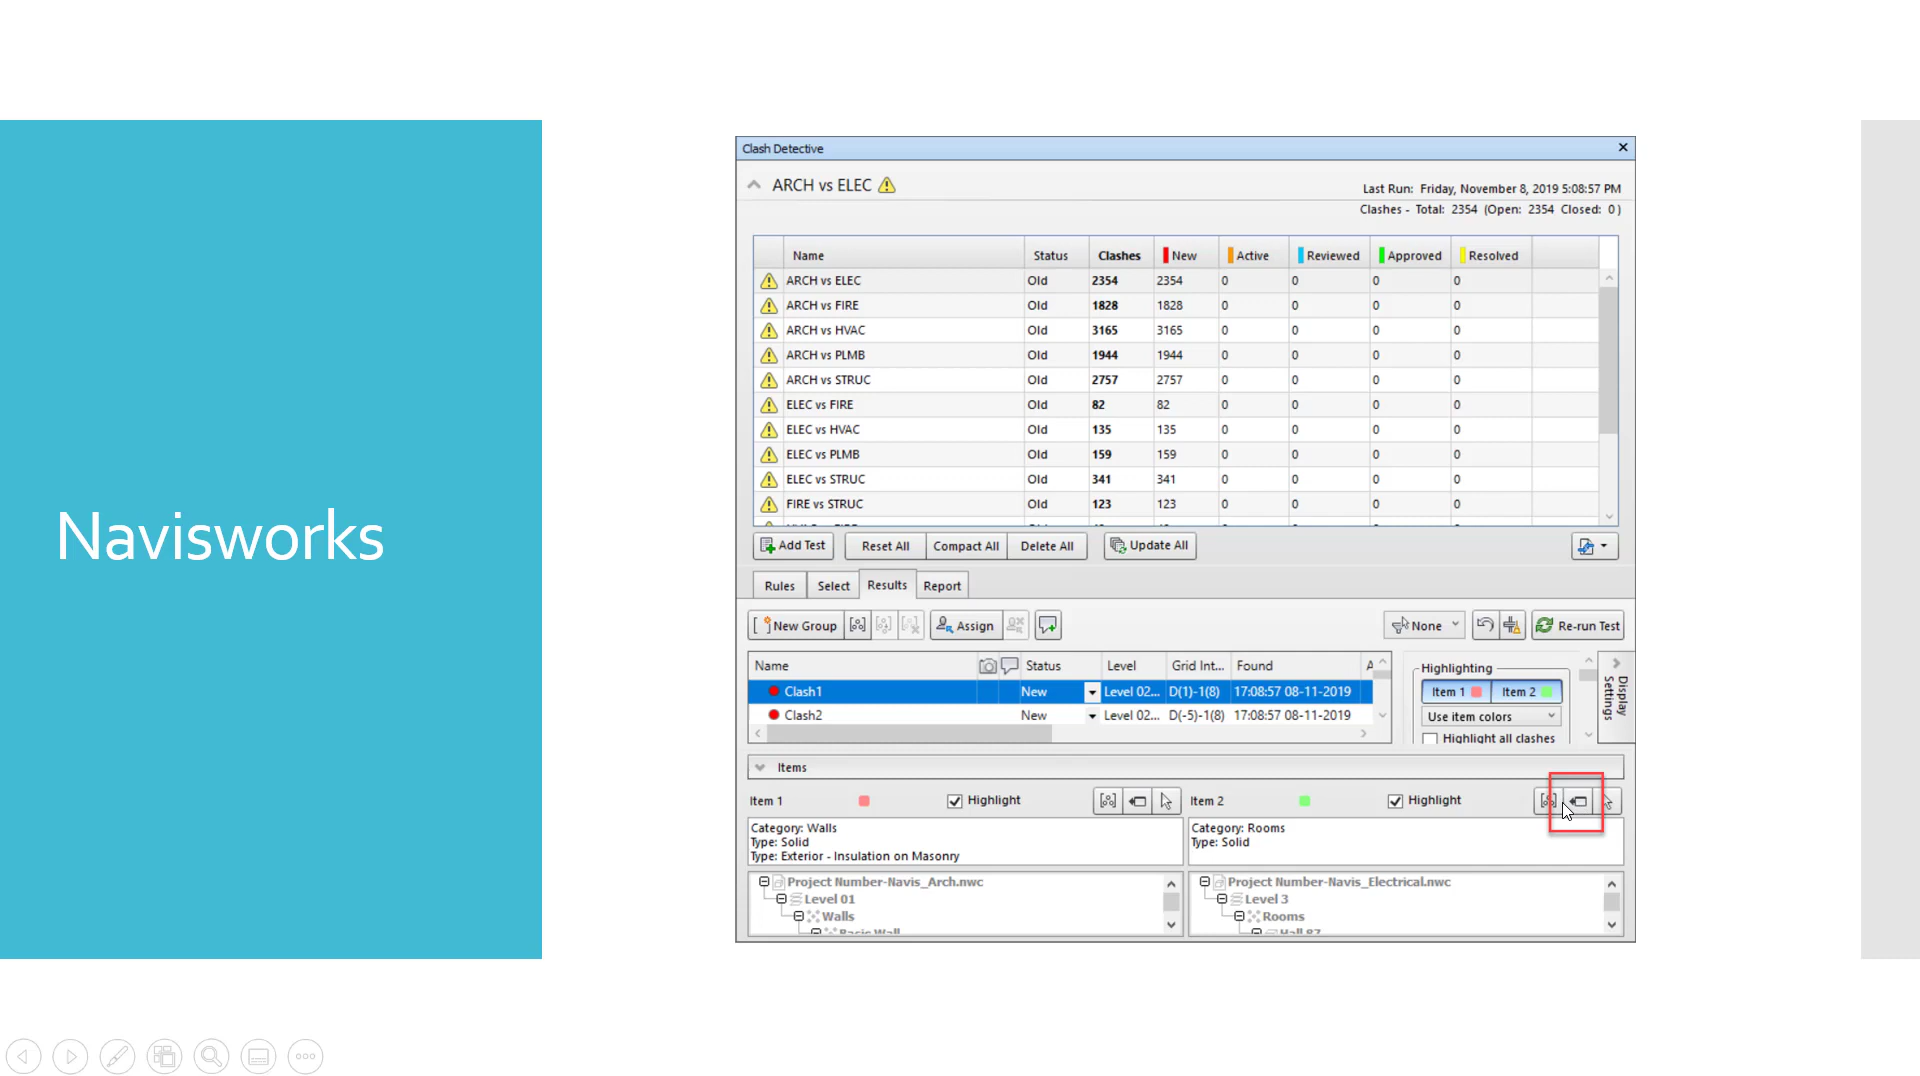 Navisworks
Clash Detective
ARCH vs ELEC
Last Run: Friday, November 8, 2019 5:08:57 PM
Clashes - Total: 2354 (Open: 2354 Closed: 0)
Name Status Clashes New Active Reviewed Approved Resolved
ARCH vs ELEC Old 2354 2354 0 0 0 0
ARCH vs FIRE Old 1828 1828 0 0 0 0
ARCH vs HVAC Old 3165 3165 0 0 0 0
ARCH vs PLMB Old 1944 1944 0 0 0 0
ARCH vs STRUC Old 2757 2757 0 0 0 0
ELEC vs FIRE Old 82 82 0 0 0 0
ELEC vs HVAC Old 135 135 0 0 0 0
ELEC vs PLMB Old 159 159 0 0 0 0
ELEC vs STRUC Old 341 341 0 0 0 0
FIRE vs STRUC Old 123 123 0 0 0 0
Add Test Reset All Compact All Delete All Update All
Rules Select Results Report
New Group Assign None Re-run Test
Name Status Level Grid Int... Found A
Clash1 New Level 02... D(1)-1(8) 17:08:57 08-11-2019
Clash2 New Level 02... D(-5)-1(8) 17:08:57 08-11-2019
Highlighting
Item 1 Item 2
Use item colors
Highlight all clashes
Display Settings
Items
Item 1 Highlight
Category: Walls
Type: Solid
Type: Exterior - Insulation on Masonry
Project Number-Navis_Arch.nwc
Level 01
Walls
Basic Wall
Item 2 Highlight
Category: Rooms
Type: Solid
Project Number-Navis_Electrical.nwc
Level 3
Rooms
Hall 87